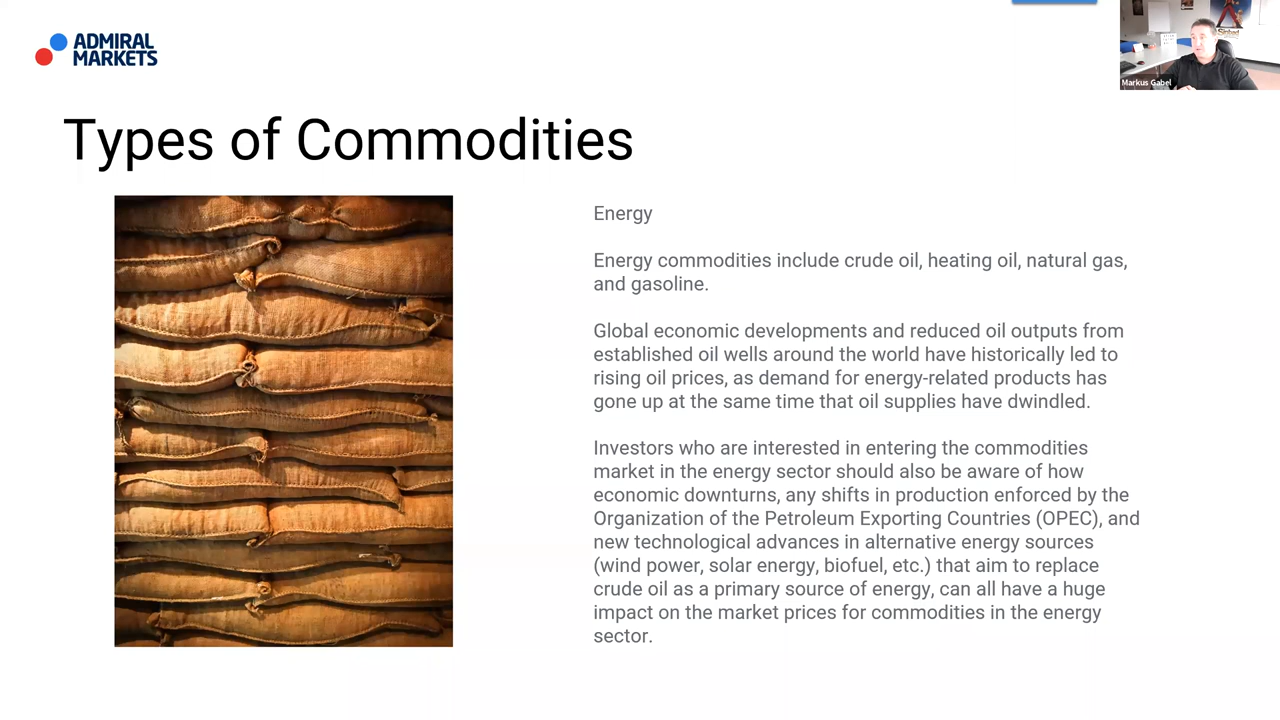 ADMIRAL
MARKETS
Markus Gabel
Types of Commodities
Energy
Energy commodities include crude oil, heating oil, natural gas,
and gasoline.
Global economic developments and reduced oil outputs from
established oil wells around the world have historically led to
rising oil prices, as demand for energy-related products has
gone up at the same time that oil supplies have dwindled.
Investors who are interested in entering the commodities
market in the energy sector should also be aware of how
economic downturns, any shifts in production enforced by the
Organization of the Petroleum Exporting Countries (OPEC), and
new technological advances in alternative energy sources
(wind power, solar energy, biofuel, etc.) that aim to replace
crude oil as a primary source of energy, can all have a huge
impact on the market prices for commodities in the energy
sector.